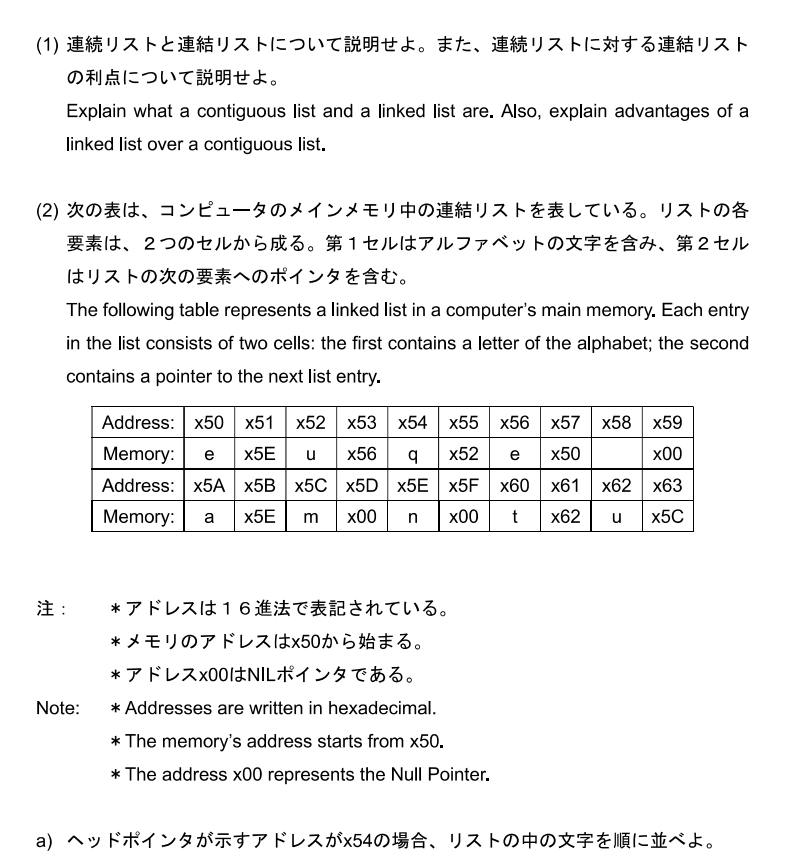 (1) 連続リストと連結リストについて説明せよ。また、連続リストに対する連結リスト
の利点について説明せよ。
Explain what a contiguous list and a linked list are. Also, explain advantages of a
linked list over a contiguous list.
(2) 次の表は、コンピュータのメインメモリ中の連結リストを表している。リストの各
要素は、２つのセルから成る。第１セルはアルファベットの文字を含み、第２セル
はリストの次の要素へのポインタを含む。
The following table represents a linked list in a computer's main memory. Each entry
in the list consists of two cells: the first contains a letter of the alphabet; the second
contains a pointer to the next list entry.
Address: x50 x51 x52 x53 x54 x55 x56 x57 x58 x59
Memory: e x5E u x56 q x52 e x50 x00
Address: x5A x5B x5C x5D x5E x5F x60 x61 x62 x63
Memory: a x5E m x00 n x00 t x62 u x5C
注： ＊アドレスは１６進法で表記されている。
＊メモリのアドレスはx50から始まる。
＊アドレスx00はNILポインタである。
Note: ＊Addresses are written in hexadecimal.
＊The memory's address starts from x50.
＊The address x00 represents the Null Pointer.
a) ヘッドポインタが示すアドレスがx54の場合、リストの中の文字を順に並べよ。